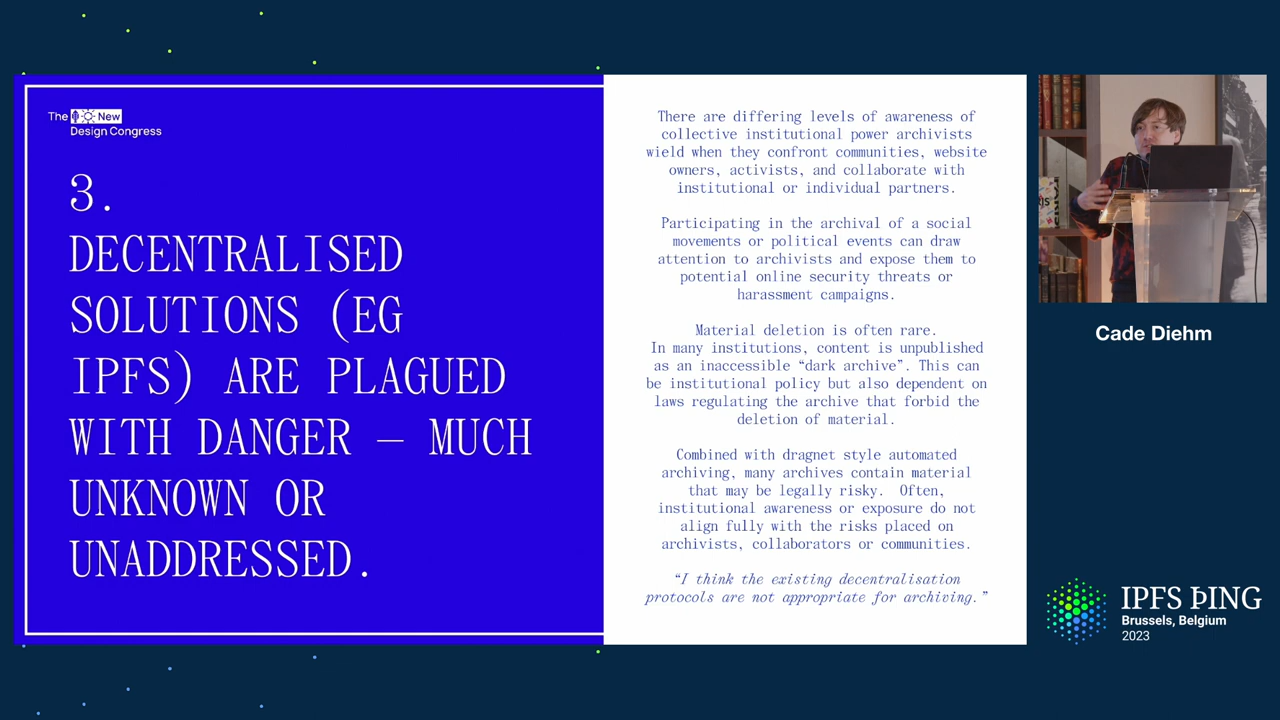 The New
Design Congress
3.
DECENTRALISED
SOLUTIONS (EG
IPFS) ARE PLAGUED
WITH DANGER — MUCH
UNKNOWN OR
UNADDRESSED.
There are differing levels of awareness of
collective institutional power archivists
wield when they confront communities, website
owners, activists, and collaborate with
institutional or individual partners.
Participating in the archival of a social
movements or political events can draw
attention to archivists and expose them to
potential online security threats or
harassment campaigns.
Material deletion is often rare.
In many institutions, content is unpublished
as an inaccessible “dark archive”. This can
be institutional policy but also dependent on
laws regulating the archive that forbid the
deletion of material.
Combined with dragnet style automated
archiving, many archives contain material
that may be legally risky. Often,
institutional awareness or exposure do not
align fully with the risks placed on
archivists, collaborators or communities.
“I think the existing decentralisation
protocols are not appropriate for archiving.”
Cade Diehm
IPFS ÞING
Brussels, Belgium
2023